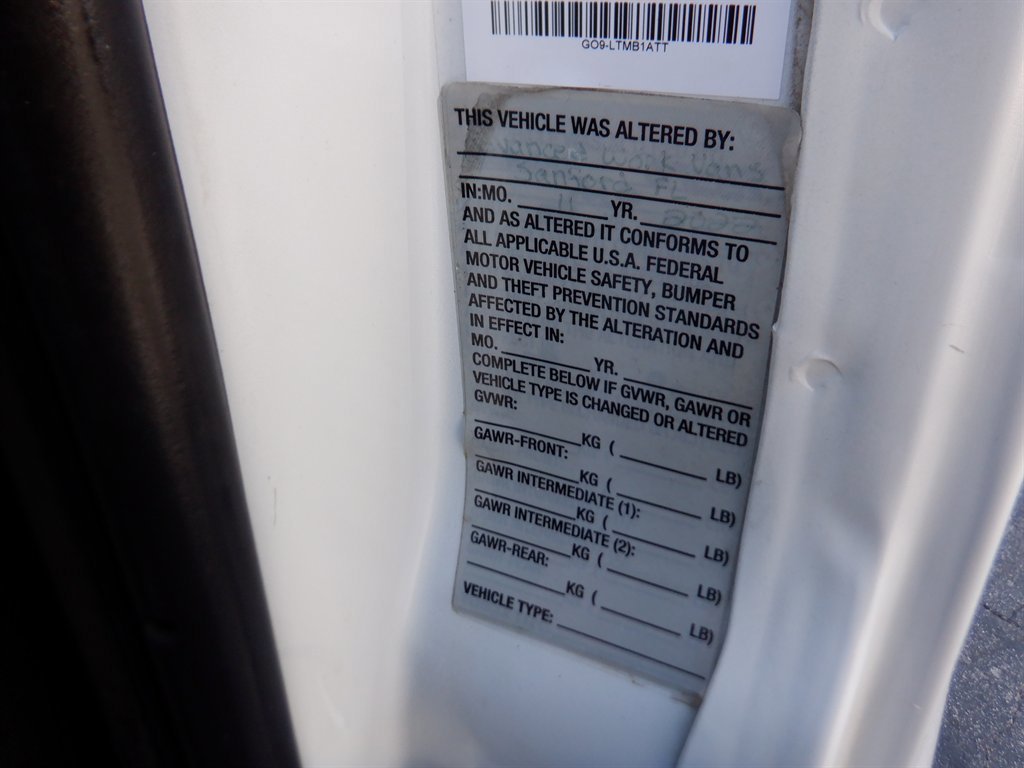 GO9-LTMB1ATT
THIS VEHICLE WAS ALTERED BY:
Advanced Work Vans
Sanford Fl
IN:MO. 11 YR.
AND AS ALTERED IT CONFORMS TO
ALL APPLICABLE U.S.A. FEDERAL
MOTOR VEHICLE SAFETY, BUMPER
AND THEFT PREVENTION STANDARDS
AFFECTED BY THE ALTERATION AND
IN EFFECT IN:
MO. YR.
COMPLETE BELOW IF GVWR, GAWR OR
VEHICLE TYPE IS CHANGED OR ALTERED
GVWR:
KG ( LB)
GAWR-FRONT:
KG ( LB)
GAWR INTERMEDIATE (1):
KG ( LB)
GAWR INTERMEDIATE (2):
KG ( LB)
GAWR-REAR:
KG ( LB)
VEHICLE TYPE: